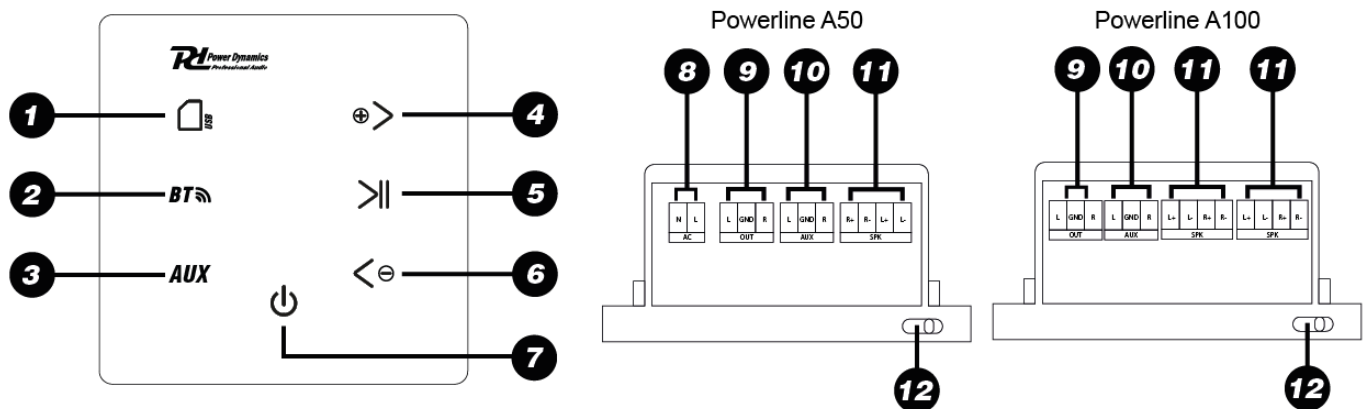 Powerline A50
Powerline A100
PD Power Dynamics
Professional Audio
8 9 10 11
9 10 11 11
1 USB 4
2 BT 5
3 AUX 6
7
N L L GND R L GND R R+ R- L+ L-
AC OUT AUX SPK
L GND R L GND R L+ L- R+ R- L+ L- R+ R-
OUT AUX SPK SPK
12
12